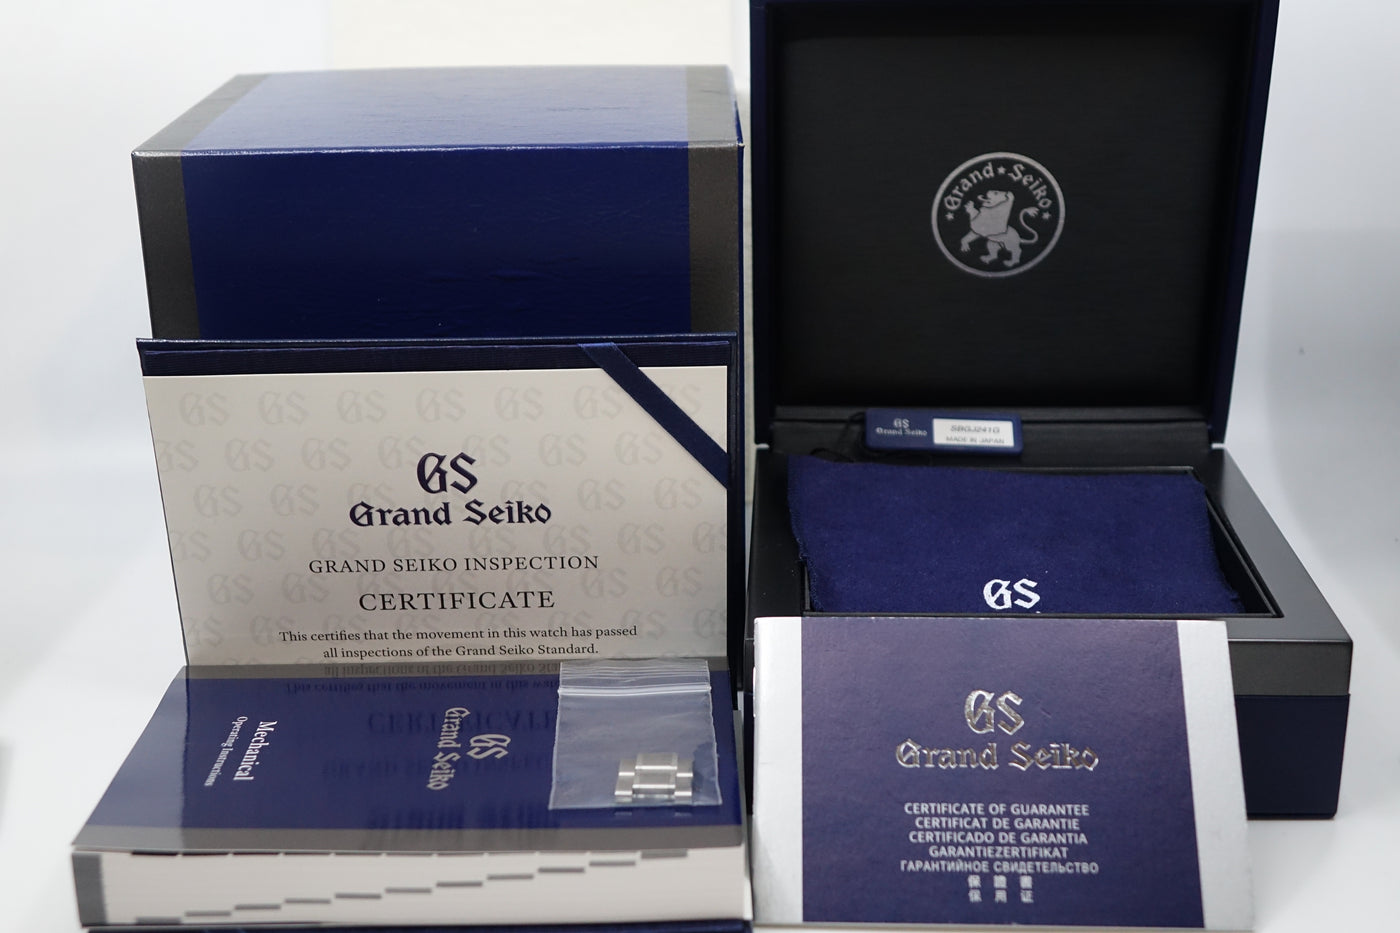 Grand Seiko
GS
Grand Seiko
SBGJ241G
MADE IN JAPAN
GS
GS
Grand Seiko
GRAND SEIKO INSPECTION
CERTIFICATE
This certifies that the movement in this watch has passed
all inspections of the Grand Seiko Standard.
Mechanical
Operating Instructions
GS
Grand Seiko
GS
Grand Seiko
CERTIFICATE OF GUARANTEE
CERTIFICAT DE GARANTIE
CERTIFICADO DE GARANTIA
GARANTIEZERTIFIKAT
ГАРАНТИЙНОЕ СВИДЕТЕЛЬСТВО
保 證 書
保 用 证